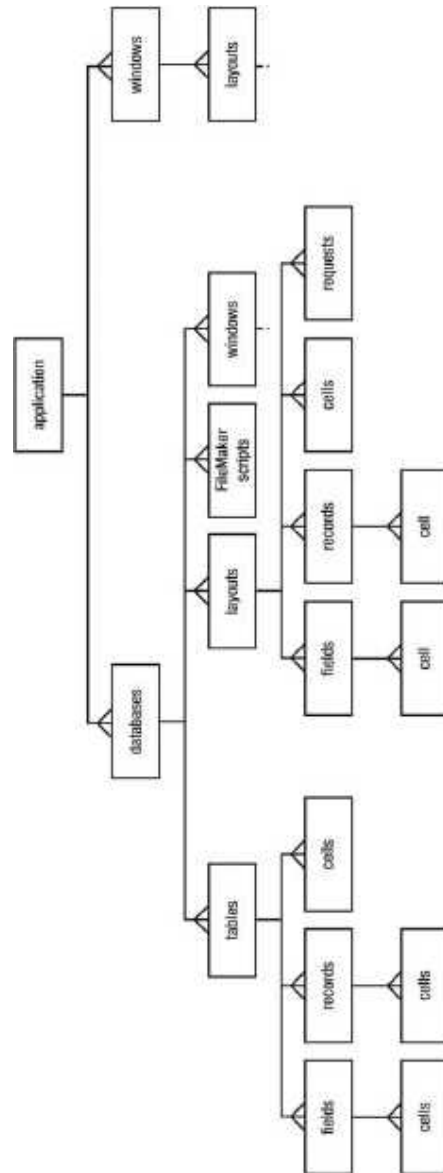 application
databases
windows
tables
layouts
FileMaker
scripts
windows
layouts
fields
records
cells
fields
records
cells
requests
cells
cells
cell
cell